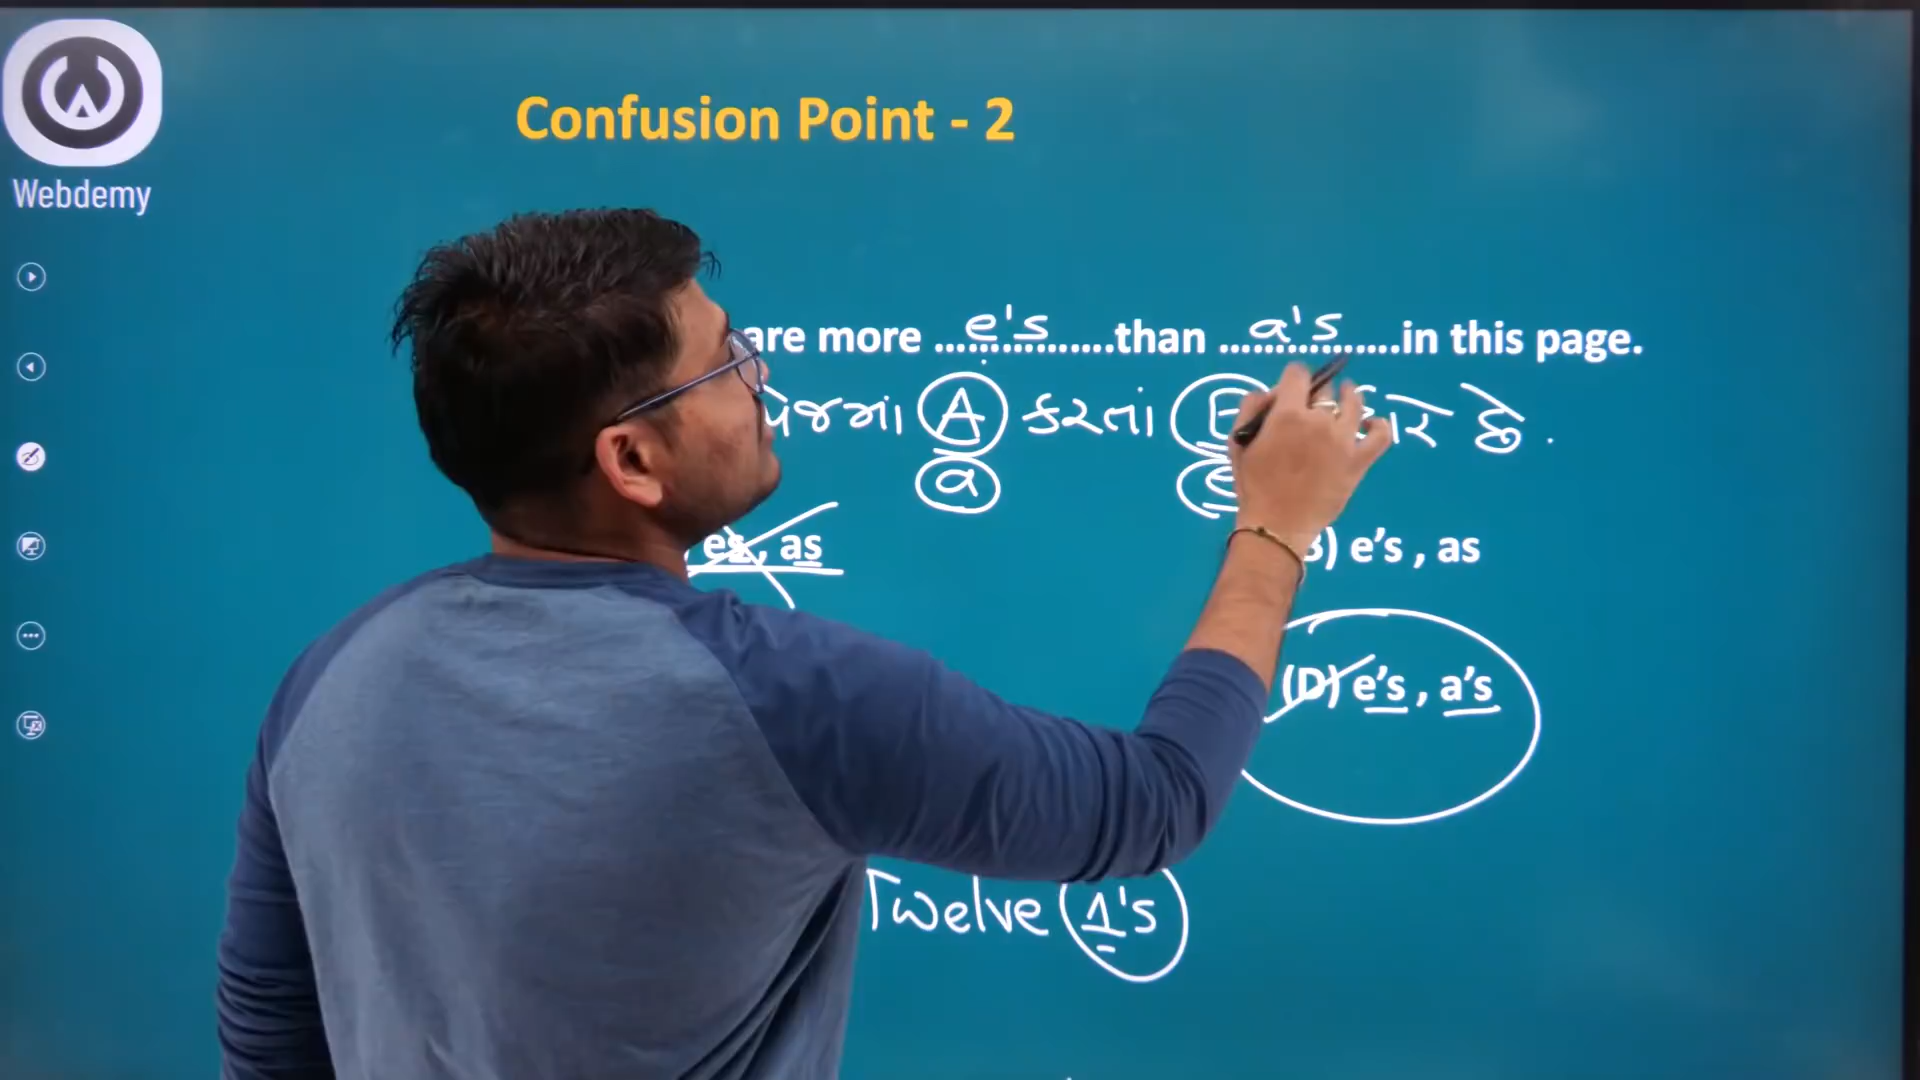 Webdemy
Confusion Point - 2
are more ...e's... than ...a's... in this page.
પેજમાં A કરતાં છે.
a
es, as
) e's , as
(D) e's , a's
Twelve 1's